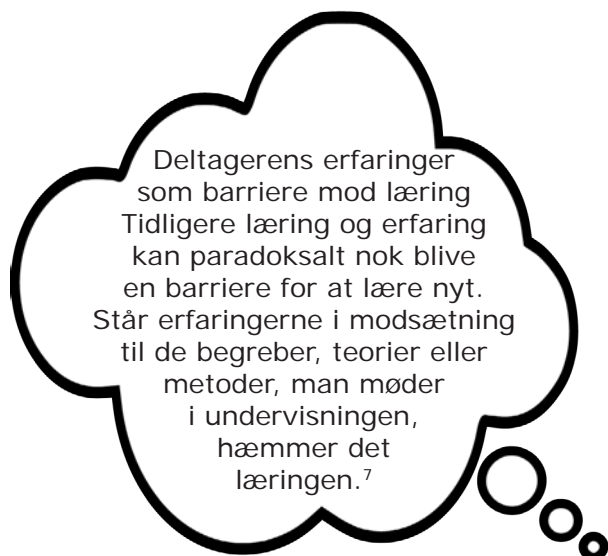 Deltagerens erfaringer
som barriere mod læring
Tidligere læring og erfaring
kan paradoksalt nok blive
en barriere for at lære nyt.
Står erfaringerne i modsætning
til de begreber, teorier eller
metoder, man møder
i undervisningen,
hæmmer det
læringen.⁷